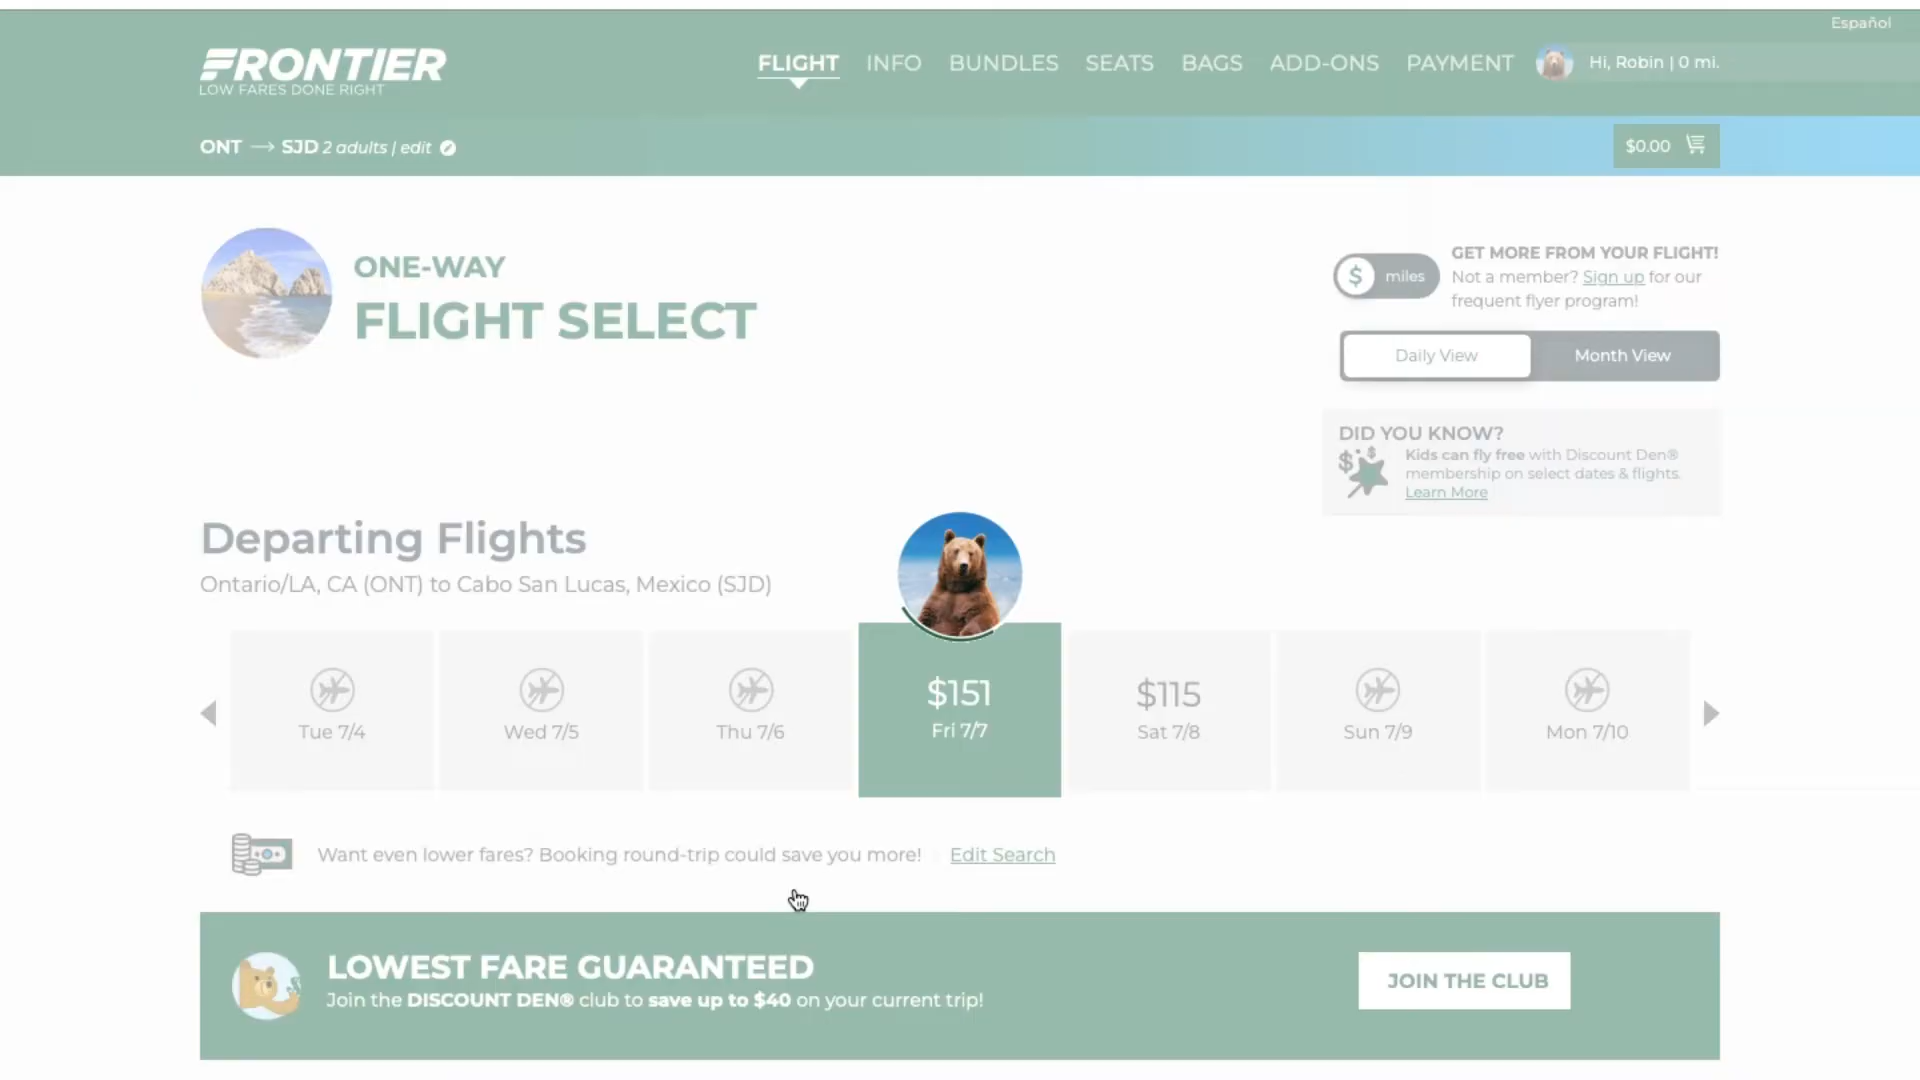 Español
FRONTIER
LOW FARES DONE RIGHT
FLIGHT INFO BUNDLES SEATS BAGS ADD-ONS PAYMENT Hi, Robin | 0 mi.
ONT → SJD 2 adults | edit
$0.00
ONE-WAY
FLIGHT SELECT
$ miles
GET MORE FROM YOUR FLIGHT!
Not a member? Sign up for our
frequent flyer program!
Daily View Month View
DID YOU KNOW?
Kids can fly free with Discount Den®
membership on select dates & flights.
Learn More
Departing Flights
Ontario/LA, CA (ONT) to Cabo San Lucas, Mexico (SJD)
$151 $115
Tue 7/4 Wed 7/5 Thu 7/6 Fri 7/7 Sat 7/8 Sun 7/9 Mon 7/10
Want even lower fares? Booking round-trip could save you more! Edit Search
LOWEST FARE GUARANTEED
Join the DISCOUNT DEN® club to save up to $40 on your current trip!
JOIN THE CLUB